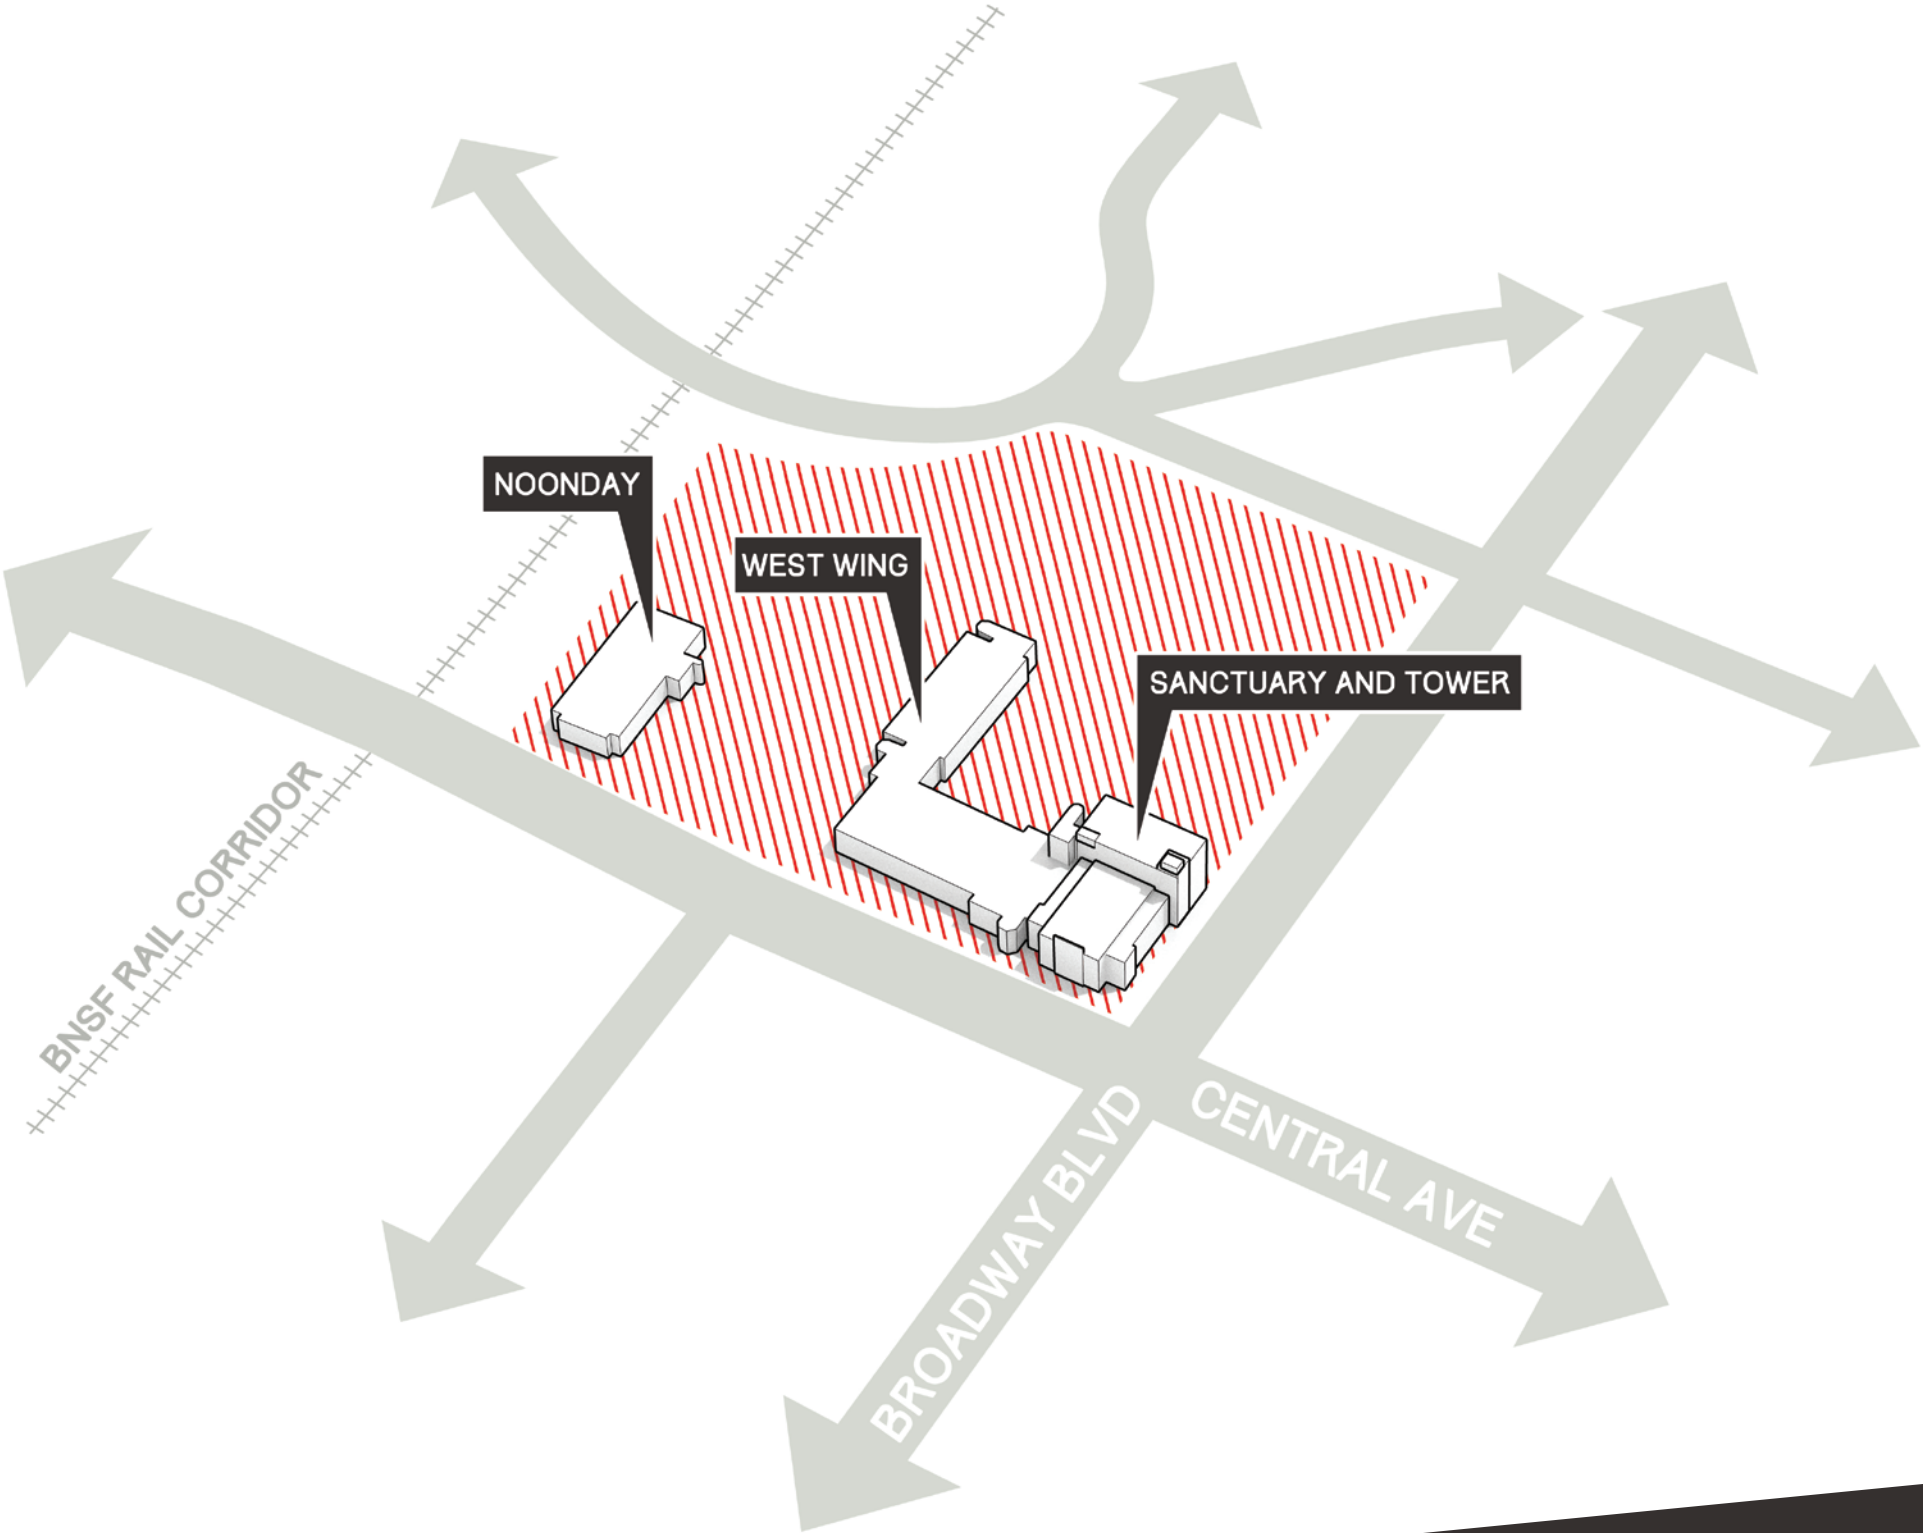 NOONDAY
WEST WING
SANCTUARY AND TOWER
BNSF RAIL CORRIDOR
BROADWAY BLVD
CENTRAL AVE